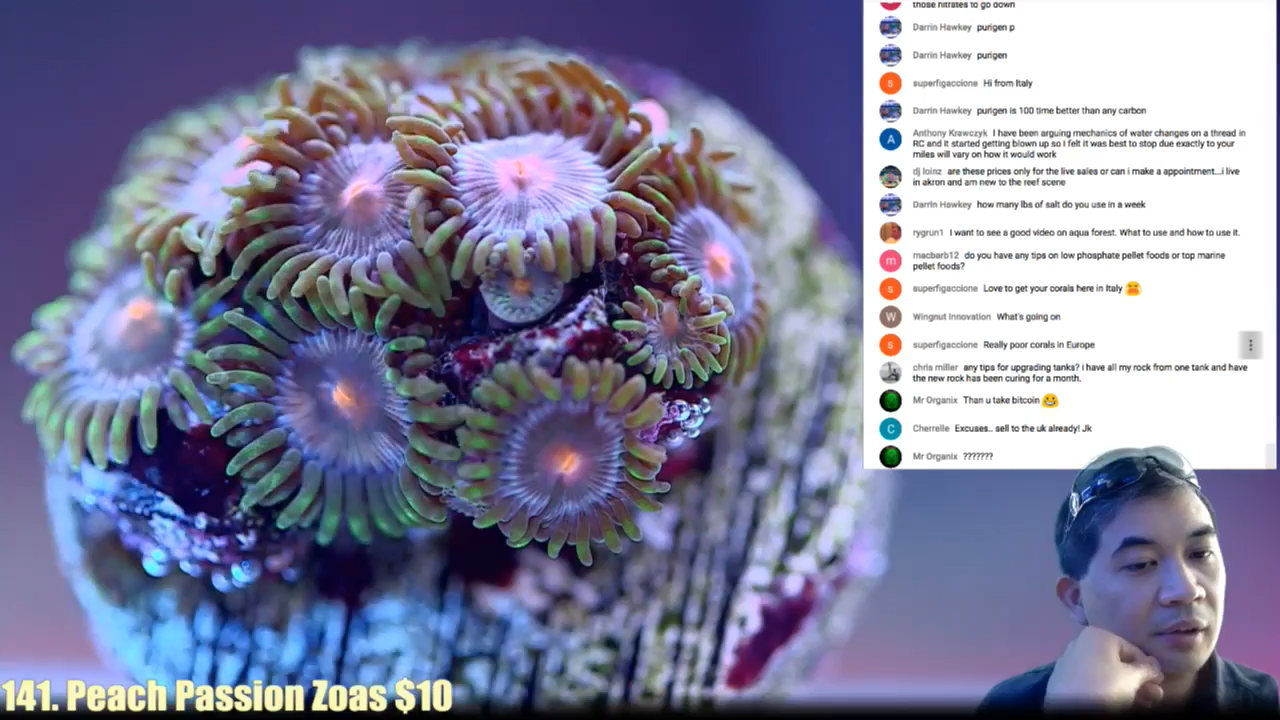 those nitrates to go down
Darrin Hawkey purigen p
Darrin Hawkey purigen
s
superfigaccione Hi from Italy
Darrin Hawkey purigen is 100 time better than any carbon
A
Anthony Krawczyk I have been arguing mechanics of water changes on a thread in
RC and it started getting blown up so I felt it was best to stop due exactly to your
miles will vary on how it would work
dj loinz are these prices only for the live sales or can i make a appointment...i live
in akron and am new to the reef scene
Darrin Hawkey how many lbs of salt do you use in a week
rygrun1 I want to see a good video on aqua forest. What to use and how to use it.
m
macbarb12 do you have any tips on low phosphate pellet foods or top marine
pellet foods?
s
superfigaccione Love to get your corals here in Italy
W
Wingnut Innovation What's going on
s
superfigaccione Really poor corals in Europe
chris miller any tips for upgrading tanks? i have all my rock from one tank and have
the new rock has been curing for a month.
Mr Organix Than u take bitcoin
C
Cherrelle Excuses.. sell to the uk already! Jk
Mr Organix ???????
141. Peach Passion Zoas $10